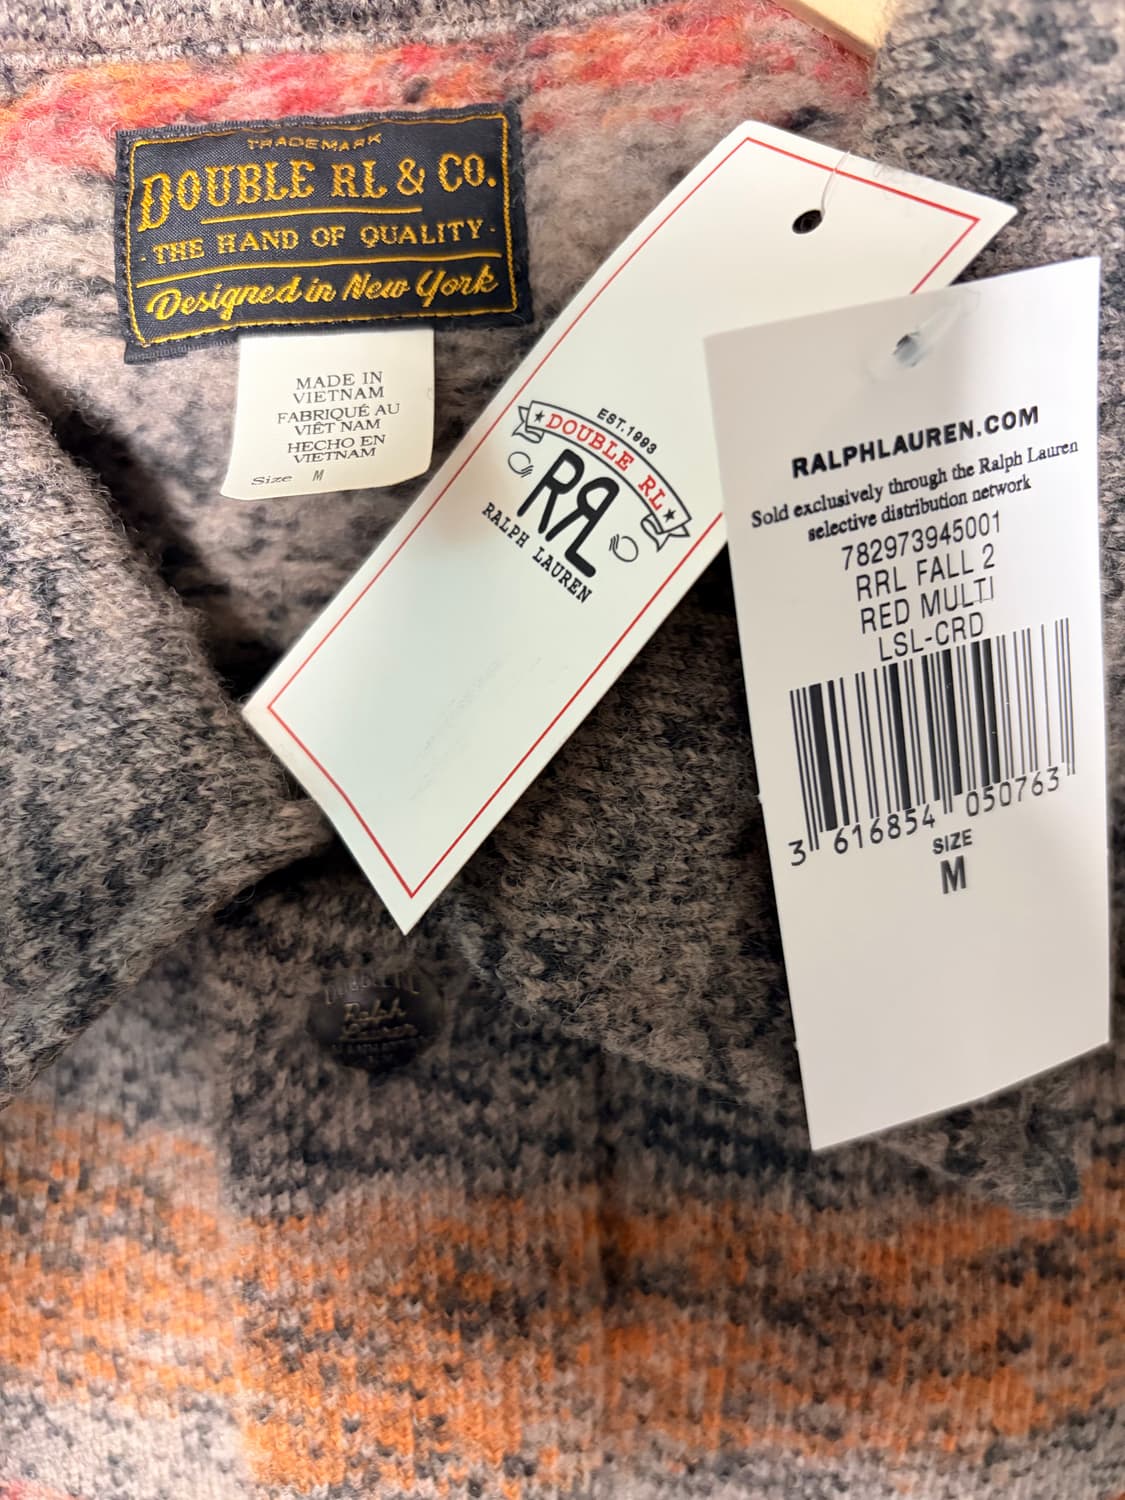 TRADEMARK
DOUBLE RL & CO.
· THE HAND OF QUALITY ·
Designed in New York
MADE IN
VIETNAM
FABRIQUÉ AU
VIÊT NAM
HECHO EN
VIETNAM
Size M
EST.1993
DOUBLE RL
RRL
RALPH LAUREN
RALPHLAUREN.COM
Sold exclusively through the Ralph Lauren
selective distribution network
782973945001
RRL FALL 2
RED MULTI
LSL-CRD
3 616854 050763
SIZE
M
Ralph
Lauren